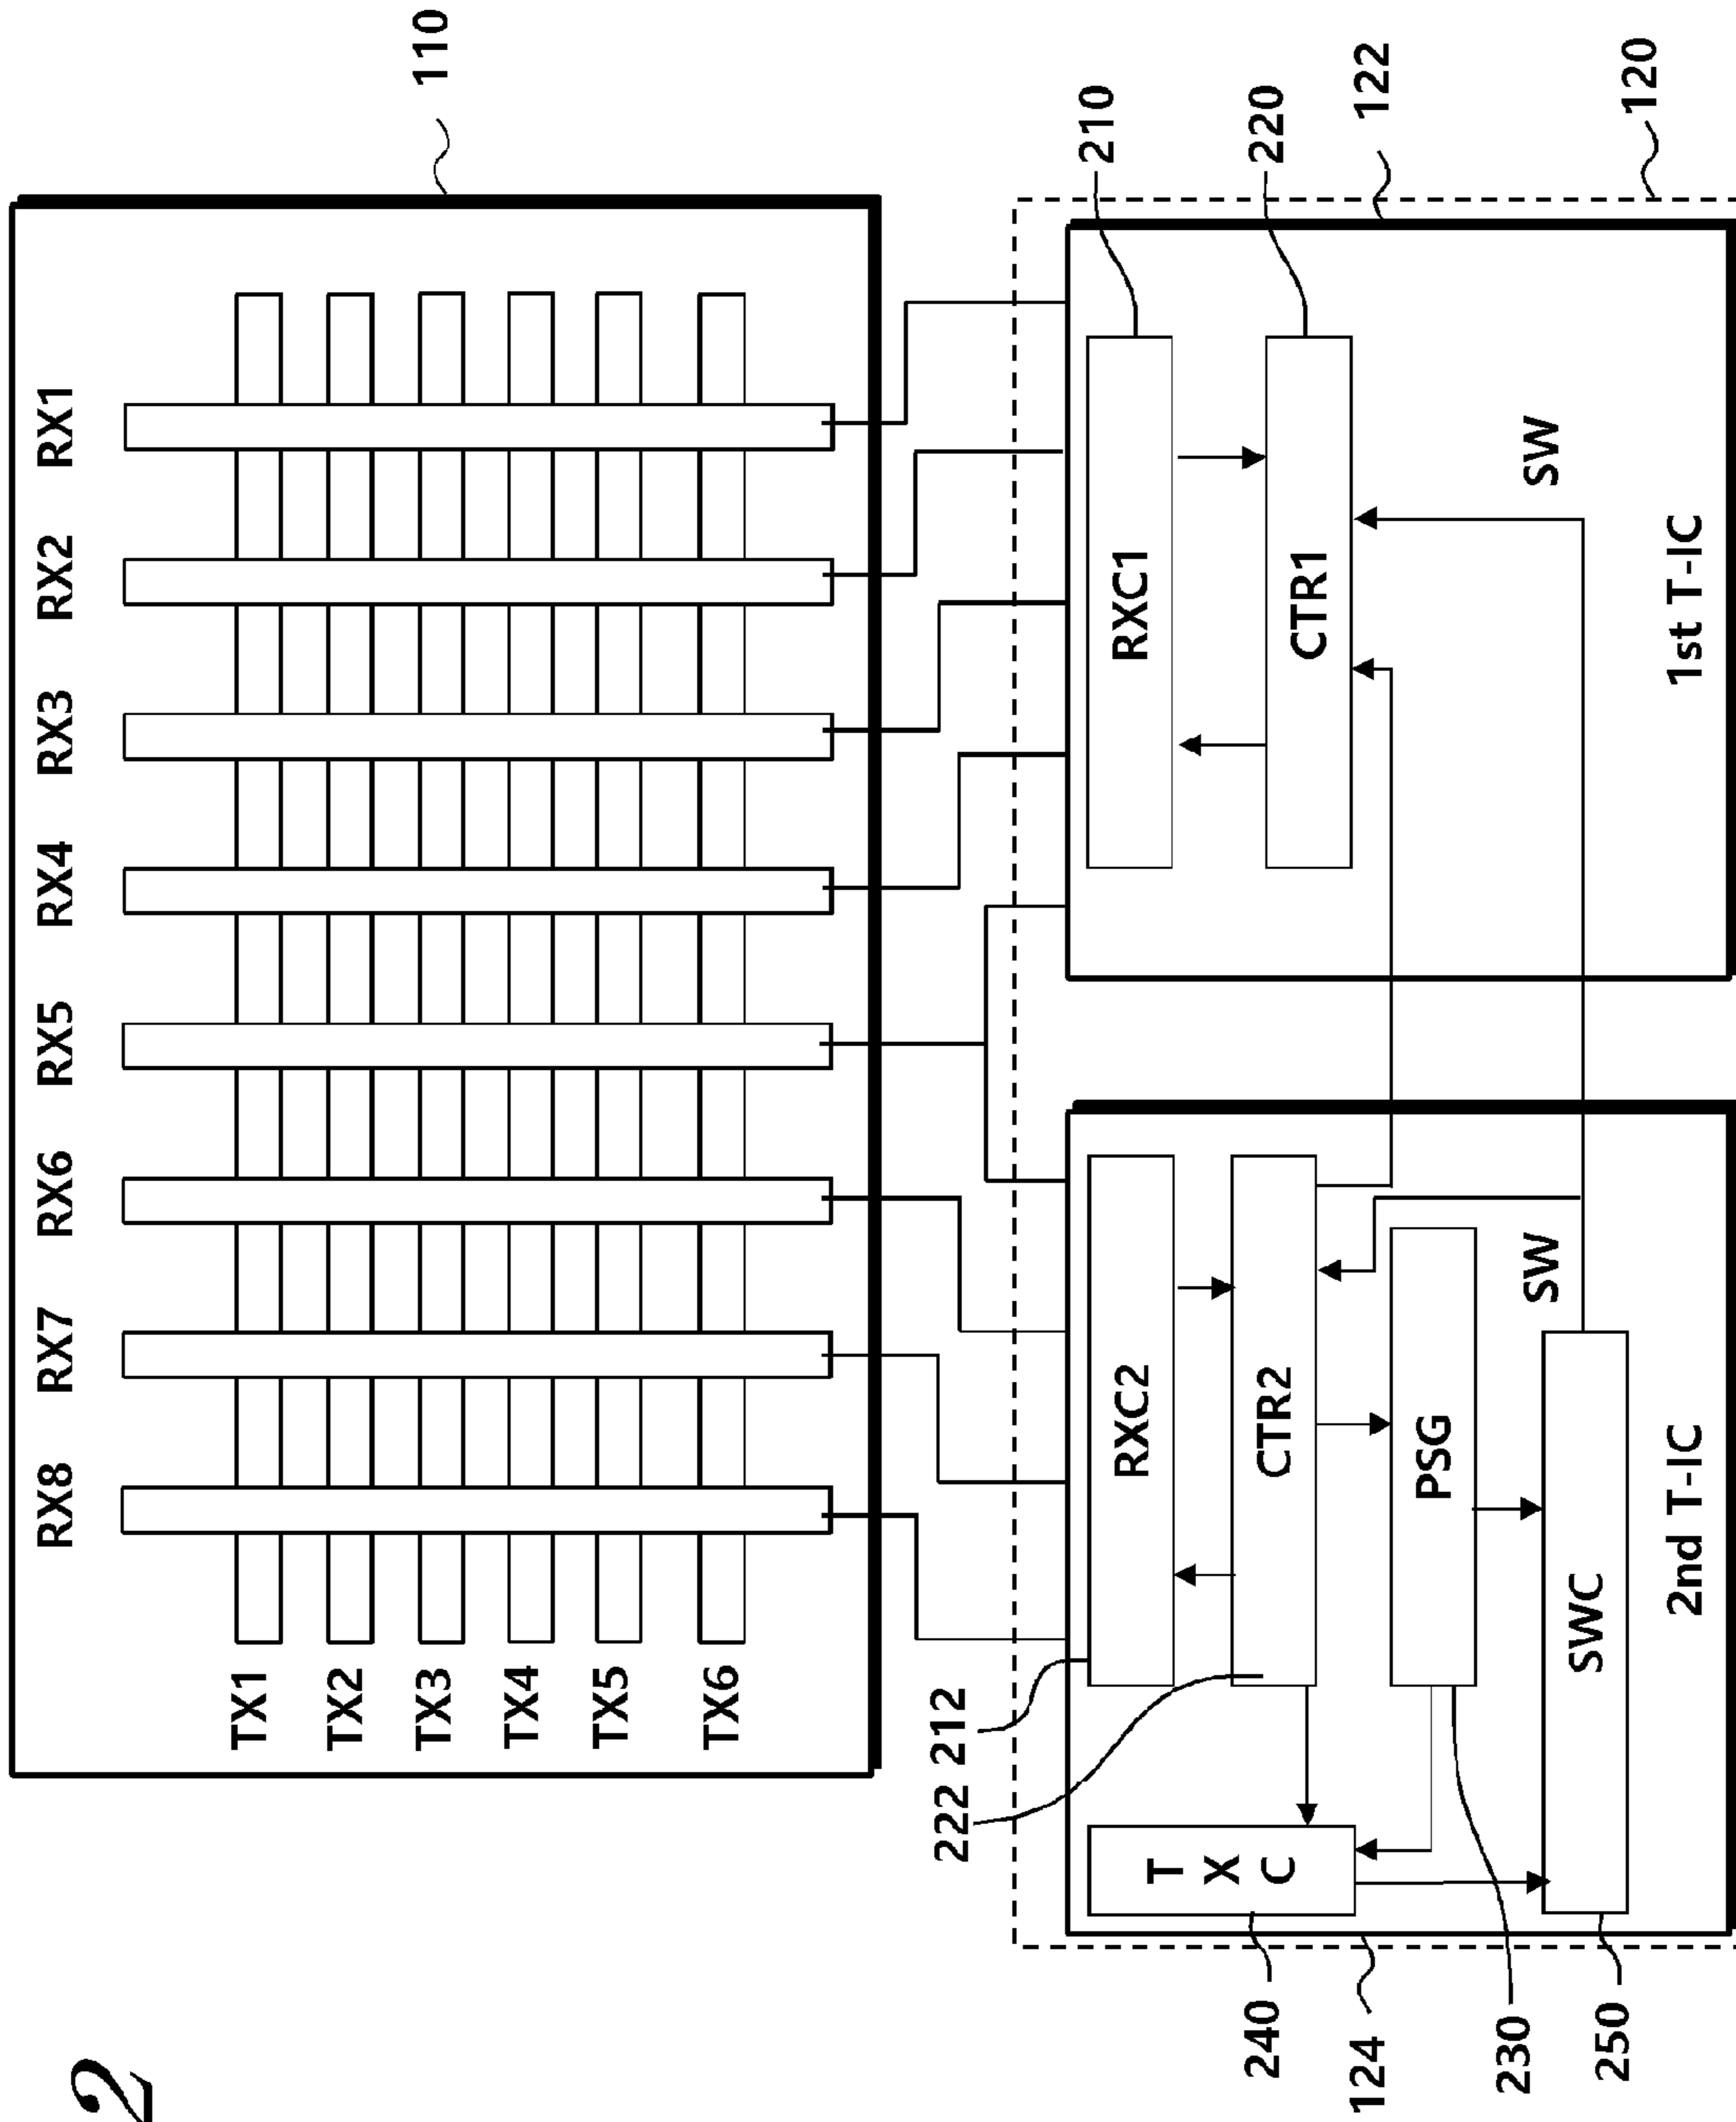 2
RX8 RX7 RX6 RX5 RX4 RX3 RX2 RX1
TX1
TX2
TX3
TX4
TX5
TX6
110
222 212
210
220
122
120
TXC
RXC2
RXC1
CTR2
CTR1
PSG
SW
SW
SWC
2nd T-IC
1st T-IC
240
124
230
250